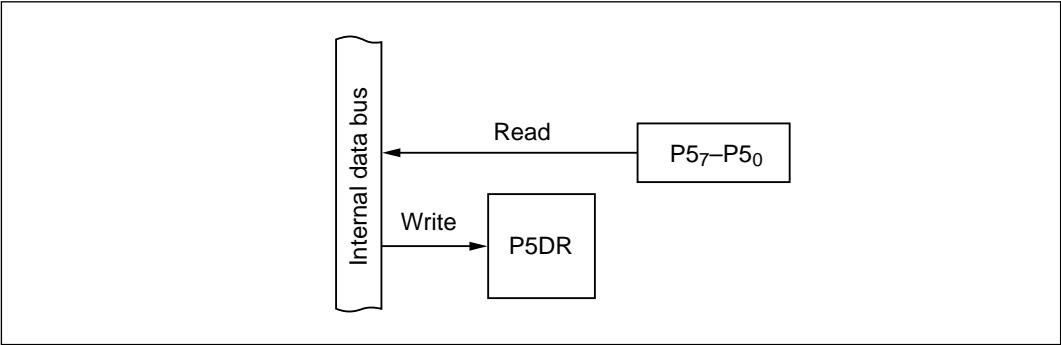 Internal data bus
Read
P5₇–P5₀
Write
P5DR